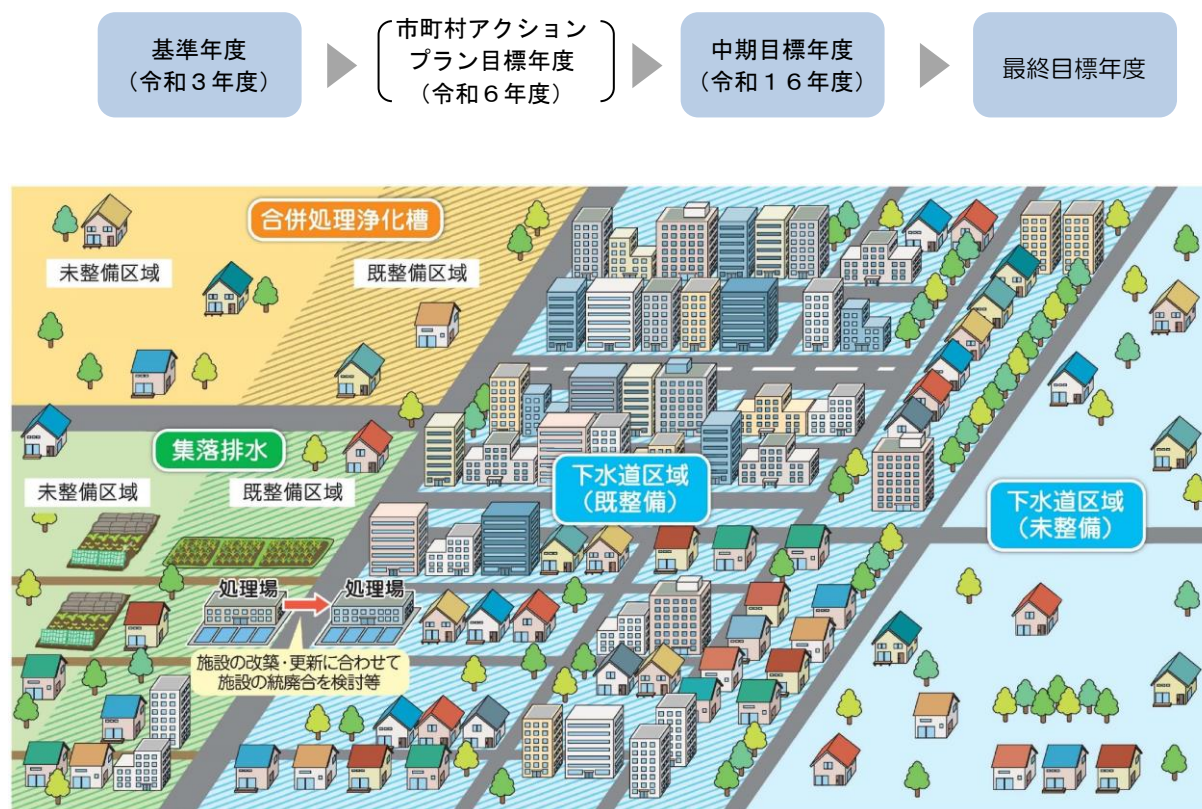 基準年度
（令和３年度）
市町村アクション
プラン目標年度
（令和６年度）
中期目標年度
（令和１６年度）
最終目標年度
合併処理浄化槽
未整備区域
既整備区域
集落排水
未整備区域
既整備区域
下水道区域
（既整備）
下水道区域
（未整備）
処理場
処理場
施設の改築・更新に合わせて
施設の統廃合を検討等